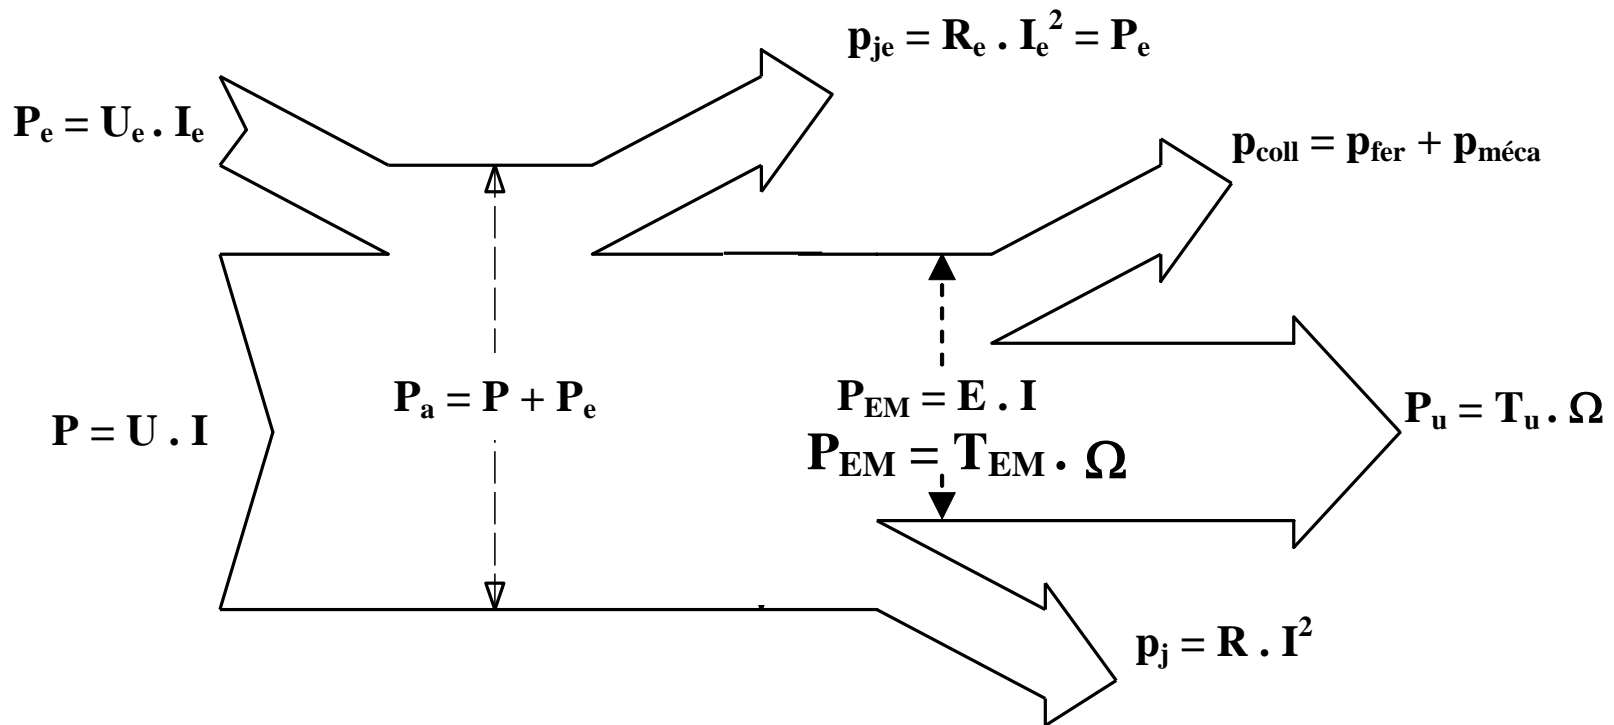 p_je = R_e . I_e² = P_e
P_e = U_e . I_e
p_coll = p_fer + p_méca
P_a = P + P_e
P_EM = E . I
P_u = T_u . Ω
P = U . I
P_EM = T_EM . Ω
p_j = R . I²